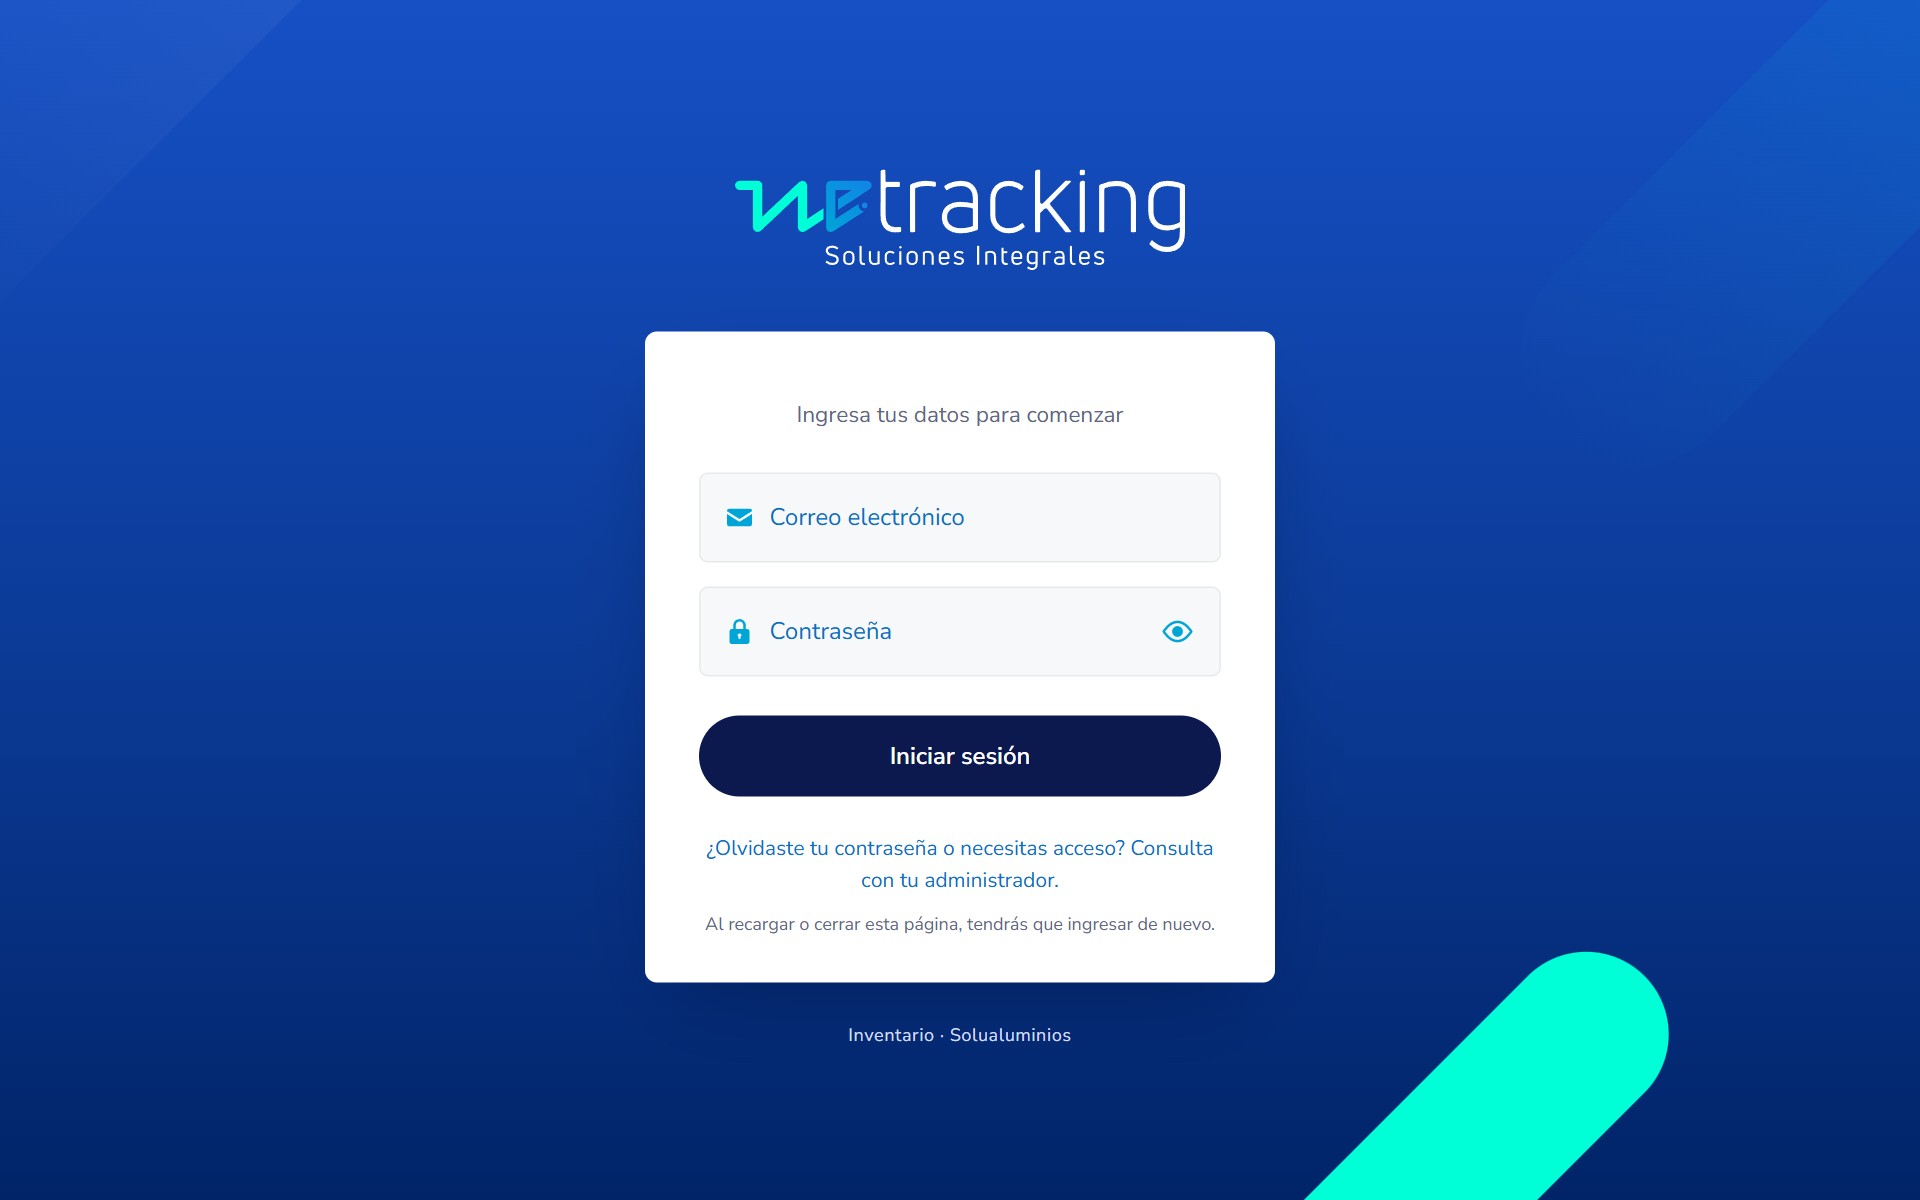 netracking
Soluciones Integrales
Ingresa tus datos para comenzar
Correo electrónico
Contraseña
Iniciar sesión
¿Olvidaste tu contraseña o necesitas acceso? Consulta
con tu administrador.
Al recargar o cerrar esta página, tendrás que ingresar de nuevo.
Inventario · Solualuminios